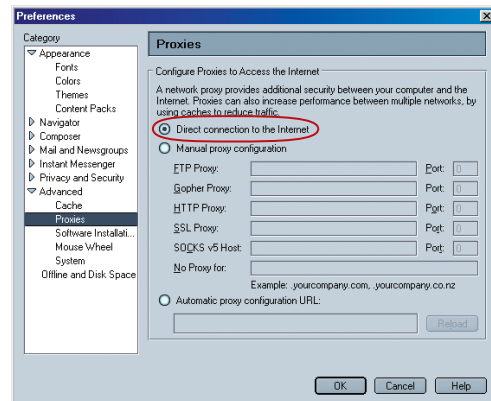 Preferences
Category
Appearance
Fonts
Colors
Themes
Content Packs
Navigator
Composer
Mail and Newsgroups
Instant Messenger
Privacy and Security
Advanced
Cache
Proxies
Software Installati...
Mouse Wheel
System
Offline and Disk Space
Proxies
Configure Proxies to Access the Internet
A network proxy provides additional security between your computer and the
Internet. Proxies can also increase performance between multiple networks, by
using caches to reduce traffic.
Direct connection to the Internet
Manual proxy configuration
FTP Proxy: Port: 0
Gopher Proxy: Port: 0
HTTP Proxy: Port: 0
SSL Proxy: Port: 0
SOCKS v5 Host: Port: 0
No Proxy for:
Example: .yourcompany.com, .yourcompany.co.nz
Automatic proxy configuration URL:
Reload
OK Cancel Help